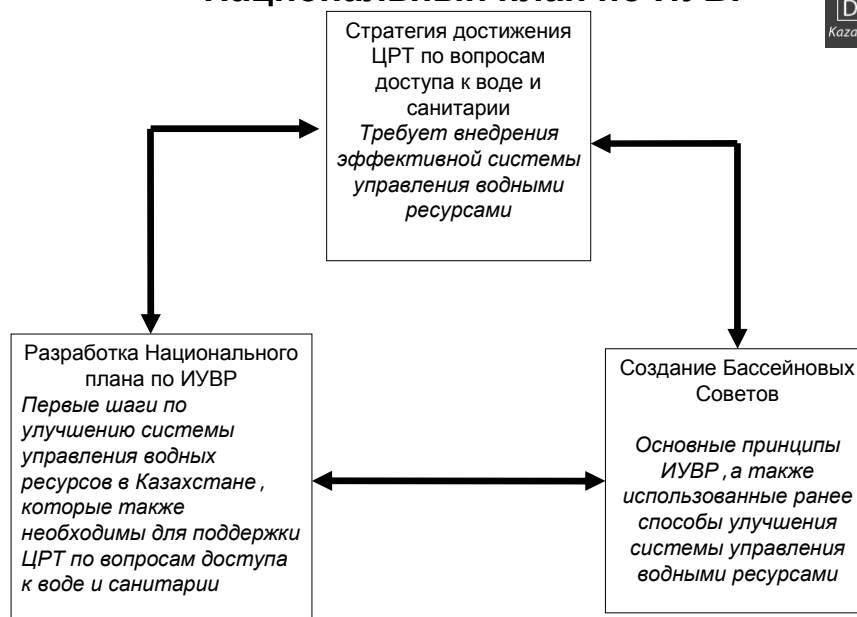 Стратегия достижения
ЦРТ по вопросам
доступа к воде и
санитарии
Требует внедрения
эффективной системы
управления водными
ресурсами
Разработка Национального
плана по ИУВР
Первые шаги по
улучшению системы
управления водных
ресурсов в Казахстане ,
которые также
необходимы для поддержки
ЦРТ по вопросам доступа
к воде и санитарии
Создание Бассейновых
Советов
Основные принципы
ИУВР , а также
использованные ранее
способы улучшения
системы управления
водными ресурсами